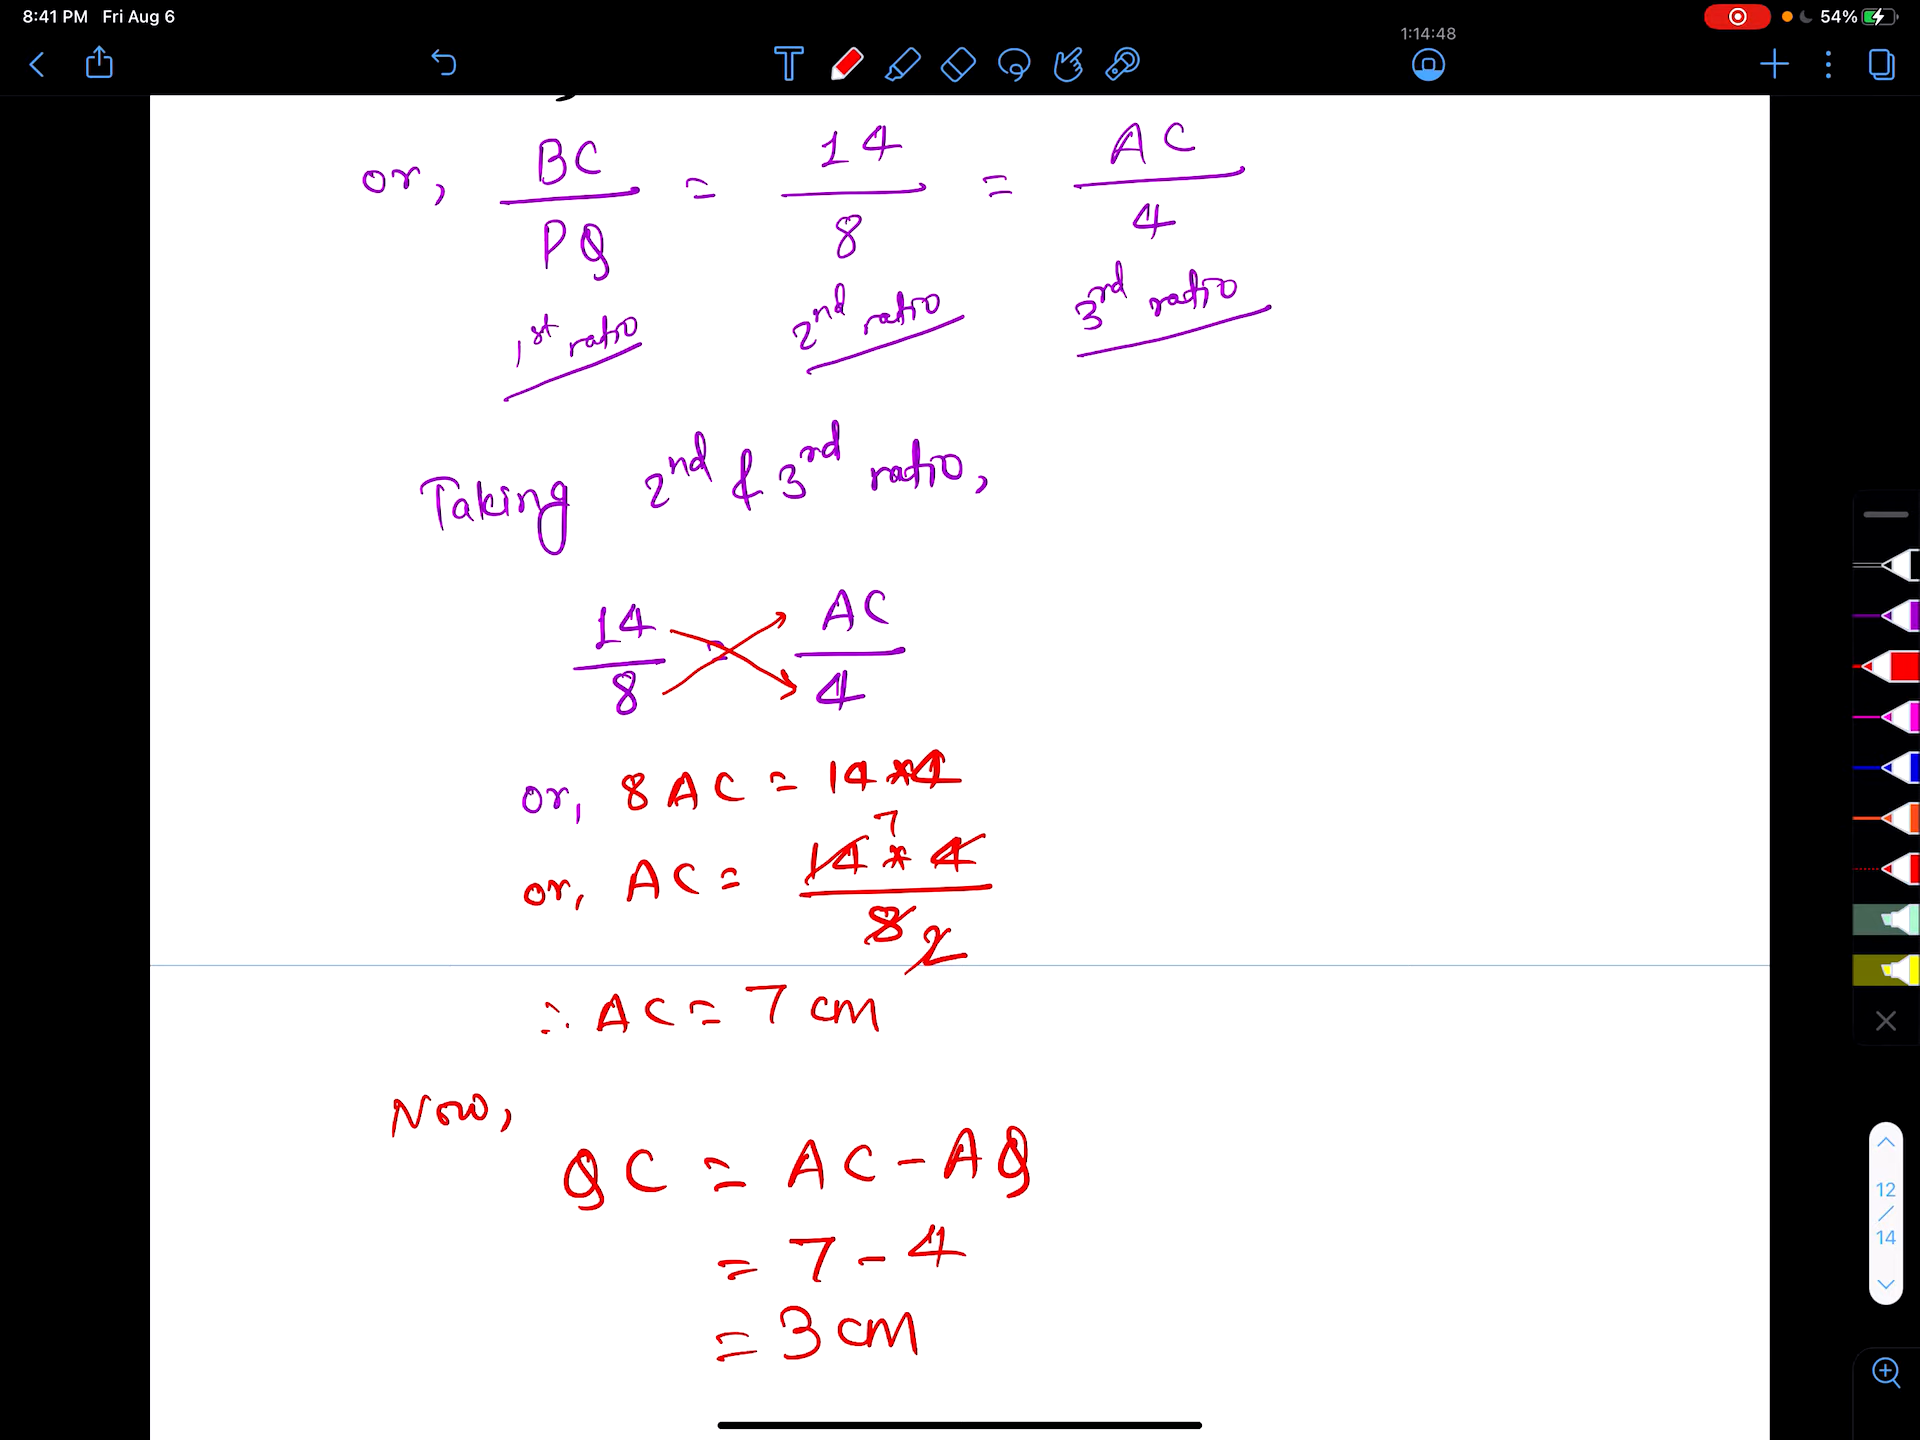 8:41 PM Fri Aug 6
54%
1:14:48
or, BC/PQ = 14/8 = AC/4
1st ratio 2nd ratio 3rd ratio
Taking 2nd & 3rd ratio,
14/8 = AC/4
or, 8AC = 14*4
7
or, AC = 14*4/8
2
∴ AC = 7 cm
Now,
QC = AC - AQ
= 7 - 4
= 3 cm
12
/
14